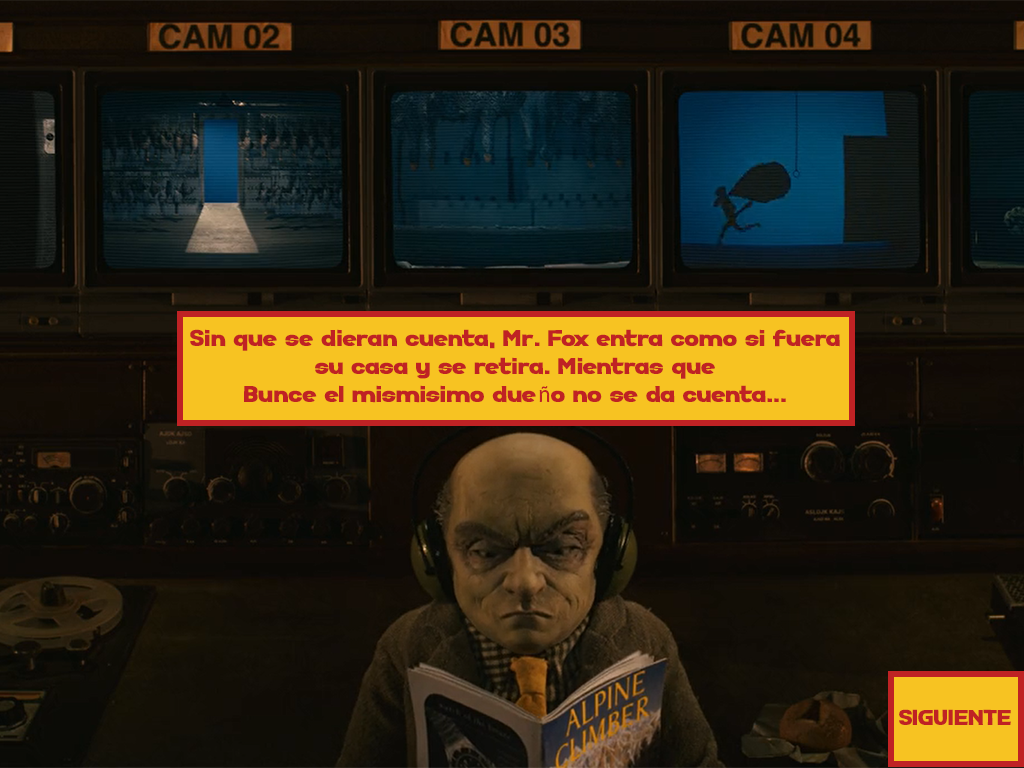 CAM 02
CAM 03
CAM 04
Sin que se dieran cuenta, Mr. Fox entra como si fuera
su casa y se retira. Mientras que
Bunce el mismisimo dueño no se da cuenta...
ALPINE
CLIMBER
SIGUIENTE